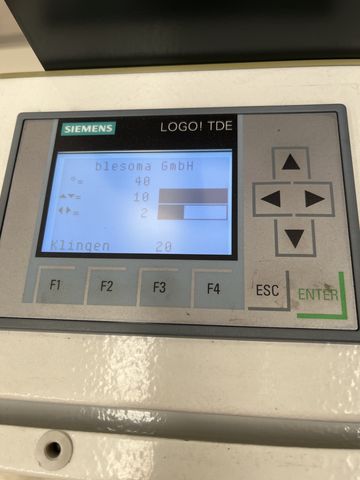 SIEMENS LOGO! TDE
blesoma GmbH
°= 40
▲▼= 10
◀▶= 2
Klingen 20
F1 F2 F3 F4 ESC ENTER